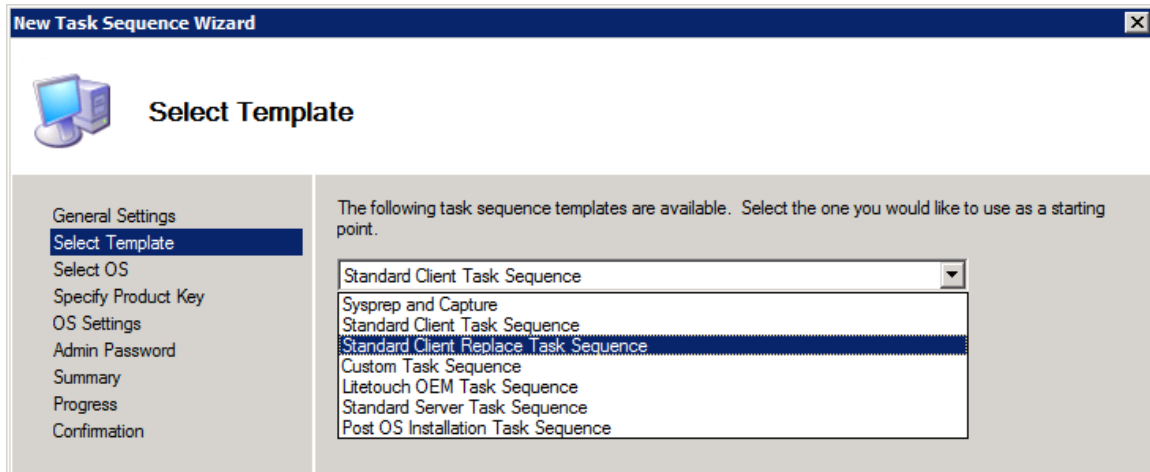 New Task Sequence Wizard
Select Template
General Settings
Select Template
Select OS
Specify Product Key
OS Settings
Admin Password
Summary
Progress
Confirmation
The following task sequence templates are available.  Select the one you would like to use as a starting
point.
Standard Client Task Sequence
Sysprep and Capture
Standard Client Task Sequence
Standard Client Replace Task Sequence
Custom Task Sequence
Litetouch OEM Task Sequence
Standard Server Task Sequence
Post OS Installation Task Sequence